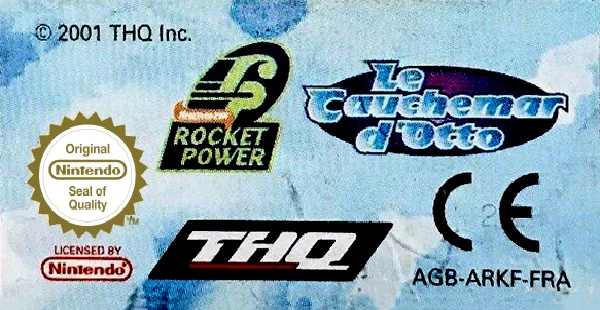 © 2001 THQ Inc.
NICKELODEON
ROCKET
POWER
Le
Cauchemar
d'Otto
Original
Nintendo
Seal of
Quality
TM
LICENSED BY
Nintendo
THQ
CE
AGB-ARKF-FRA